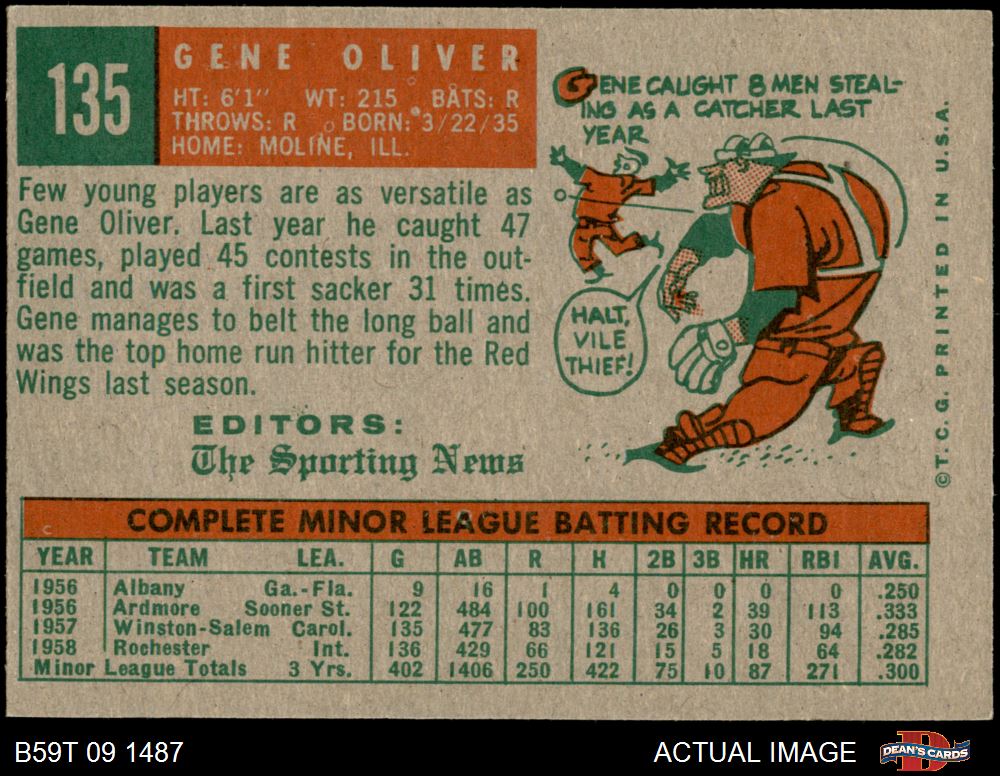 135
GENE OLIVER
HT: 6'1" WT: 215 BATS: R
THROWS: R BORN: 3/22/35
HOME: MOLINE, ILL.
GENE CAUGHT 8 MEN STEAL-
ING AS A CATCHER LAST
YEAR
HALT,
VILE
THIEF!
Few young players are as versatile as
Gene Oliver. Last year he caught 47
games, played 45 contests in the out-
field and was a first sacker 31 times.
Gene manages to belt the long ball and
was the top home run hitter for the Red
Wings last season.
EDITORS:
The Sporting News
©T.C.G. PRINTED IN U.S.A.
COMPLETE MINOR LEAGUE BATTING RECORD
YEAR TEAM LEA. G AB R H 2B 3B HR RBI AVG.
1956 Albany Ga.-Fla. 9 16 1 4 0 0 0 0 .250
1956 Ardmore Sooner St. 122 484 100 161 34 2 39 113 .333
1957 Winston-Salem Carol. 135 477 83 136 26 3 30 94 .285
1958 Rochester Int. 136 429 66 121 15 5 18 64 .282
Minor League Totals 3 Yrs. 402 1406 250 422 75 10 87 271 .300
B59T 09 1487
ACTUAL IMAGE
D
DEAN'S CARDS